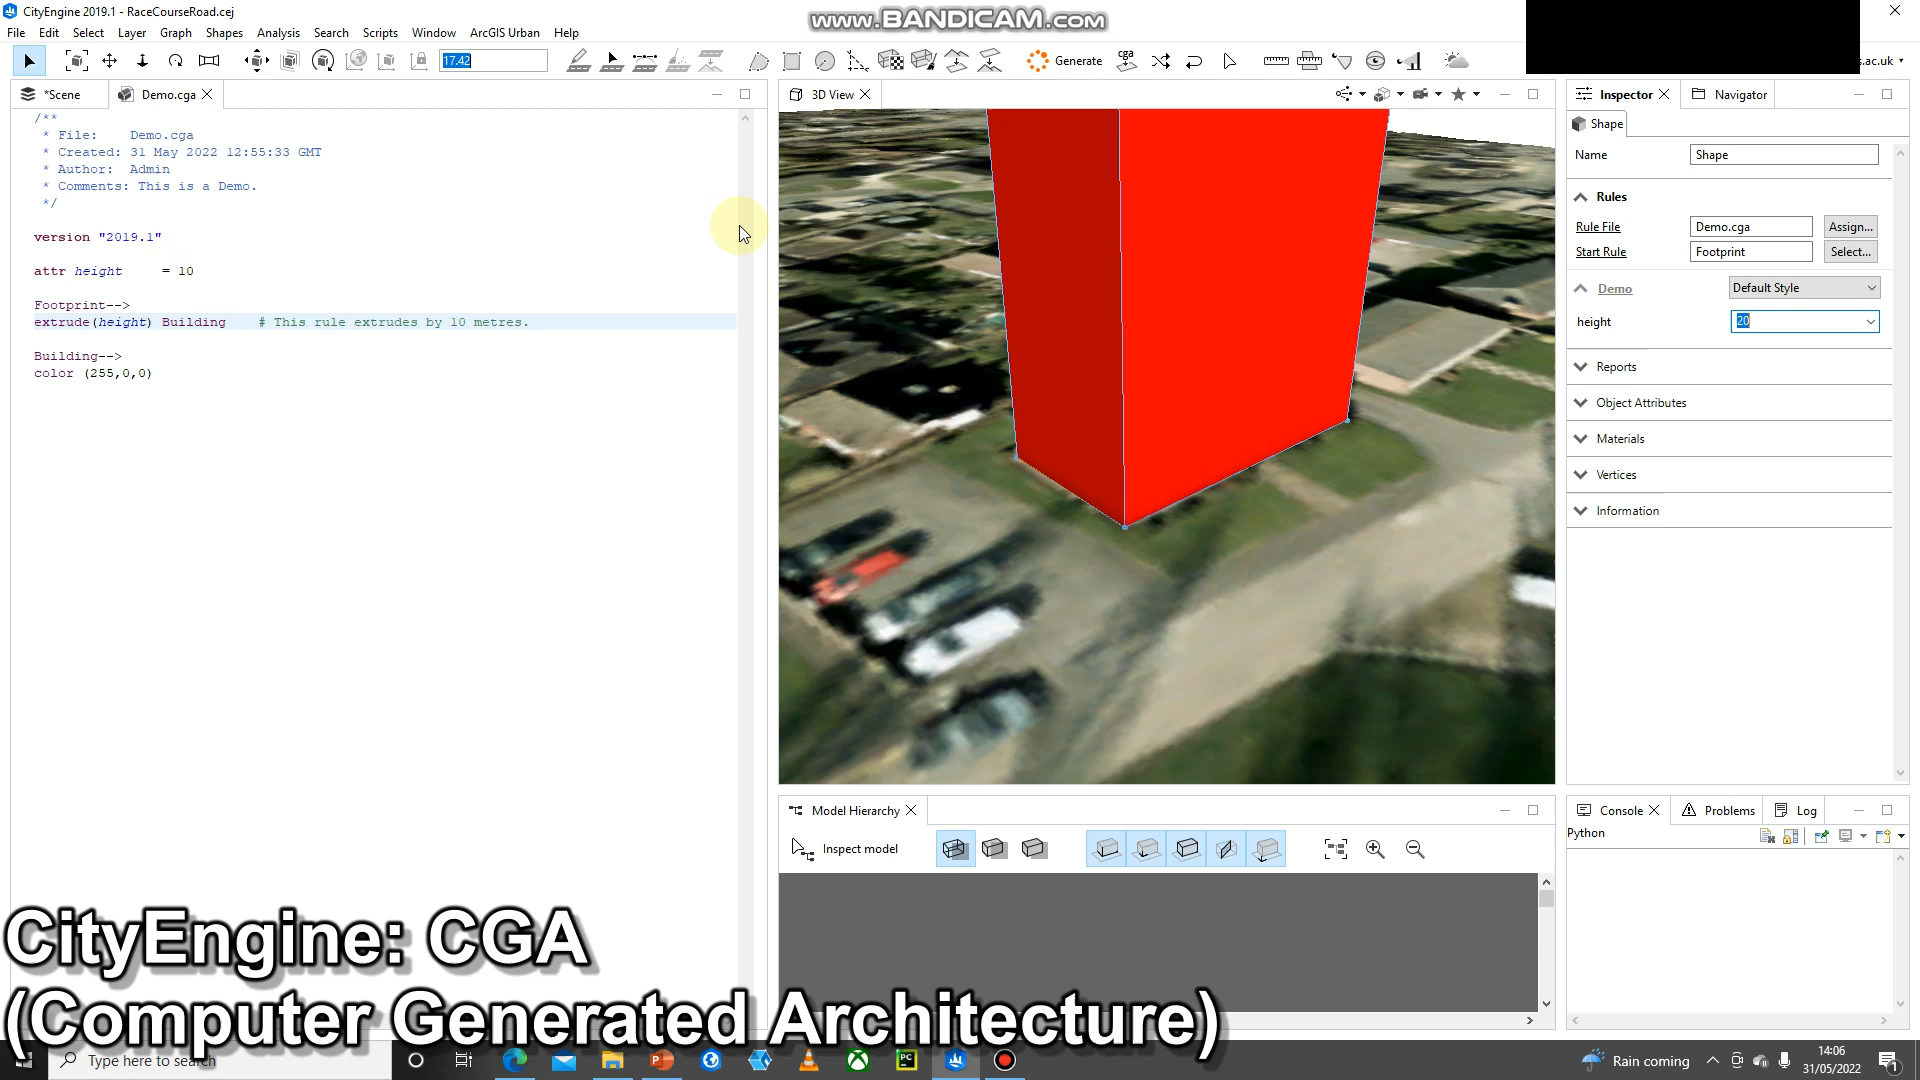 CityEngine 2019.1 - RaceCourseRoad.cej
www.BANDICAM.com
File Edit Select Layer Graph Shapes Analysis Search Scripts Window ArcGIS Urban Help
17.42 cga Generate s.ac.uk
*Scene Demo.cga
3D View
Inspector Navigator
/**
* File: Demo.cga
* Created: 31 May 2022 12:55:33 GMT
* Author: Admin
* Comments: This is a Demo.
*/
version "2019.1"
attr height = 10
Footprint-->
extrude(height) Building # This rule extrudes by 10 metres.
Building-->
color (255,0,0)
Shape
Name Shape
Rules
Rule File Demo.cga Assign...
Start Rule Footprint Select...
Demo Default Style
height 20
Reports
Object Attributes
Materials
Vertices
Information
Model Hierarchy
Inspect model
Console Problems Log
Python
CityEngine: CGA
(Computer Generated Architecture)
Type here to search
PC
Rain coming
14:06
31/05/2022
1